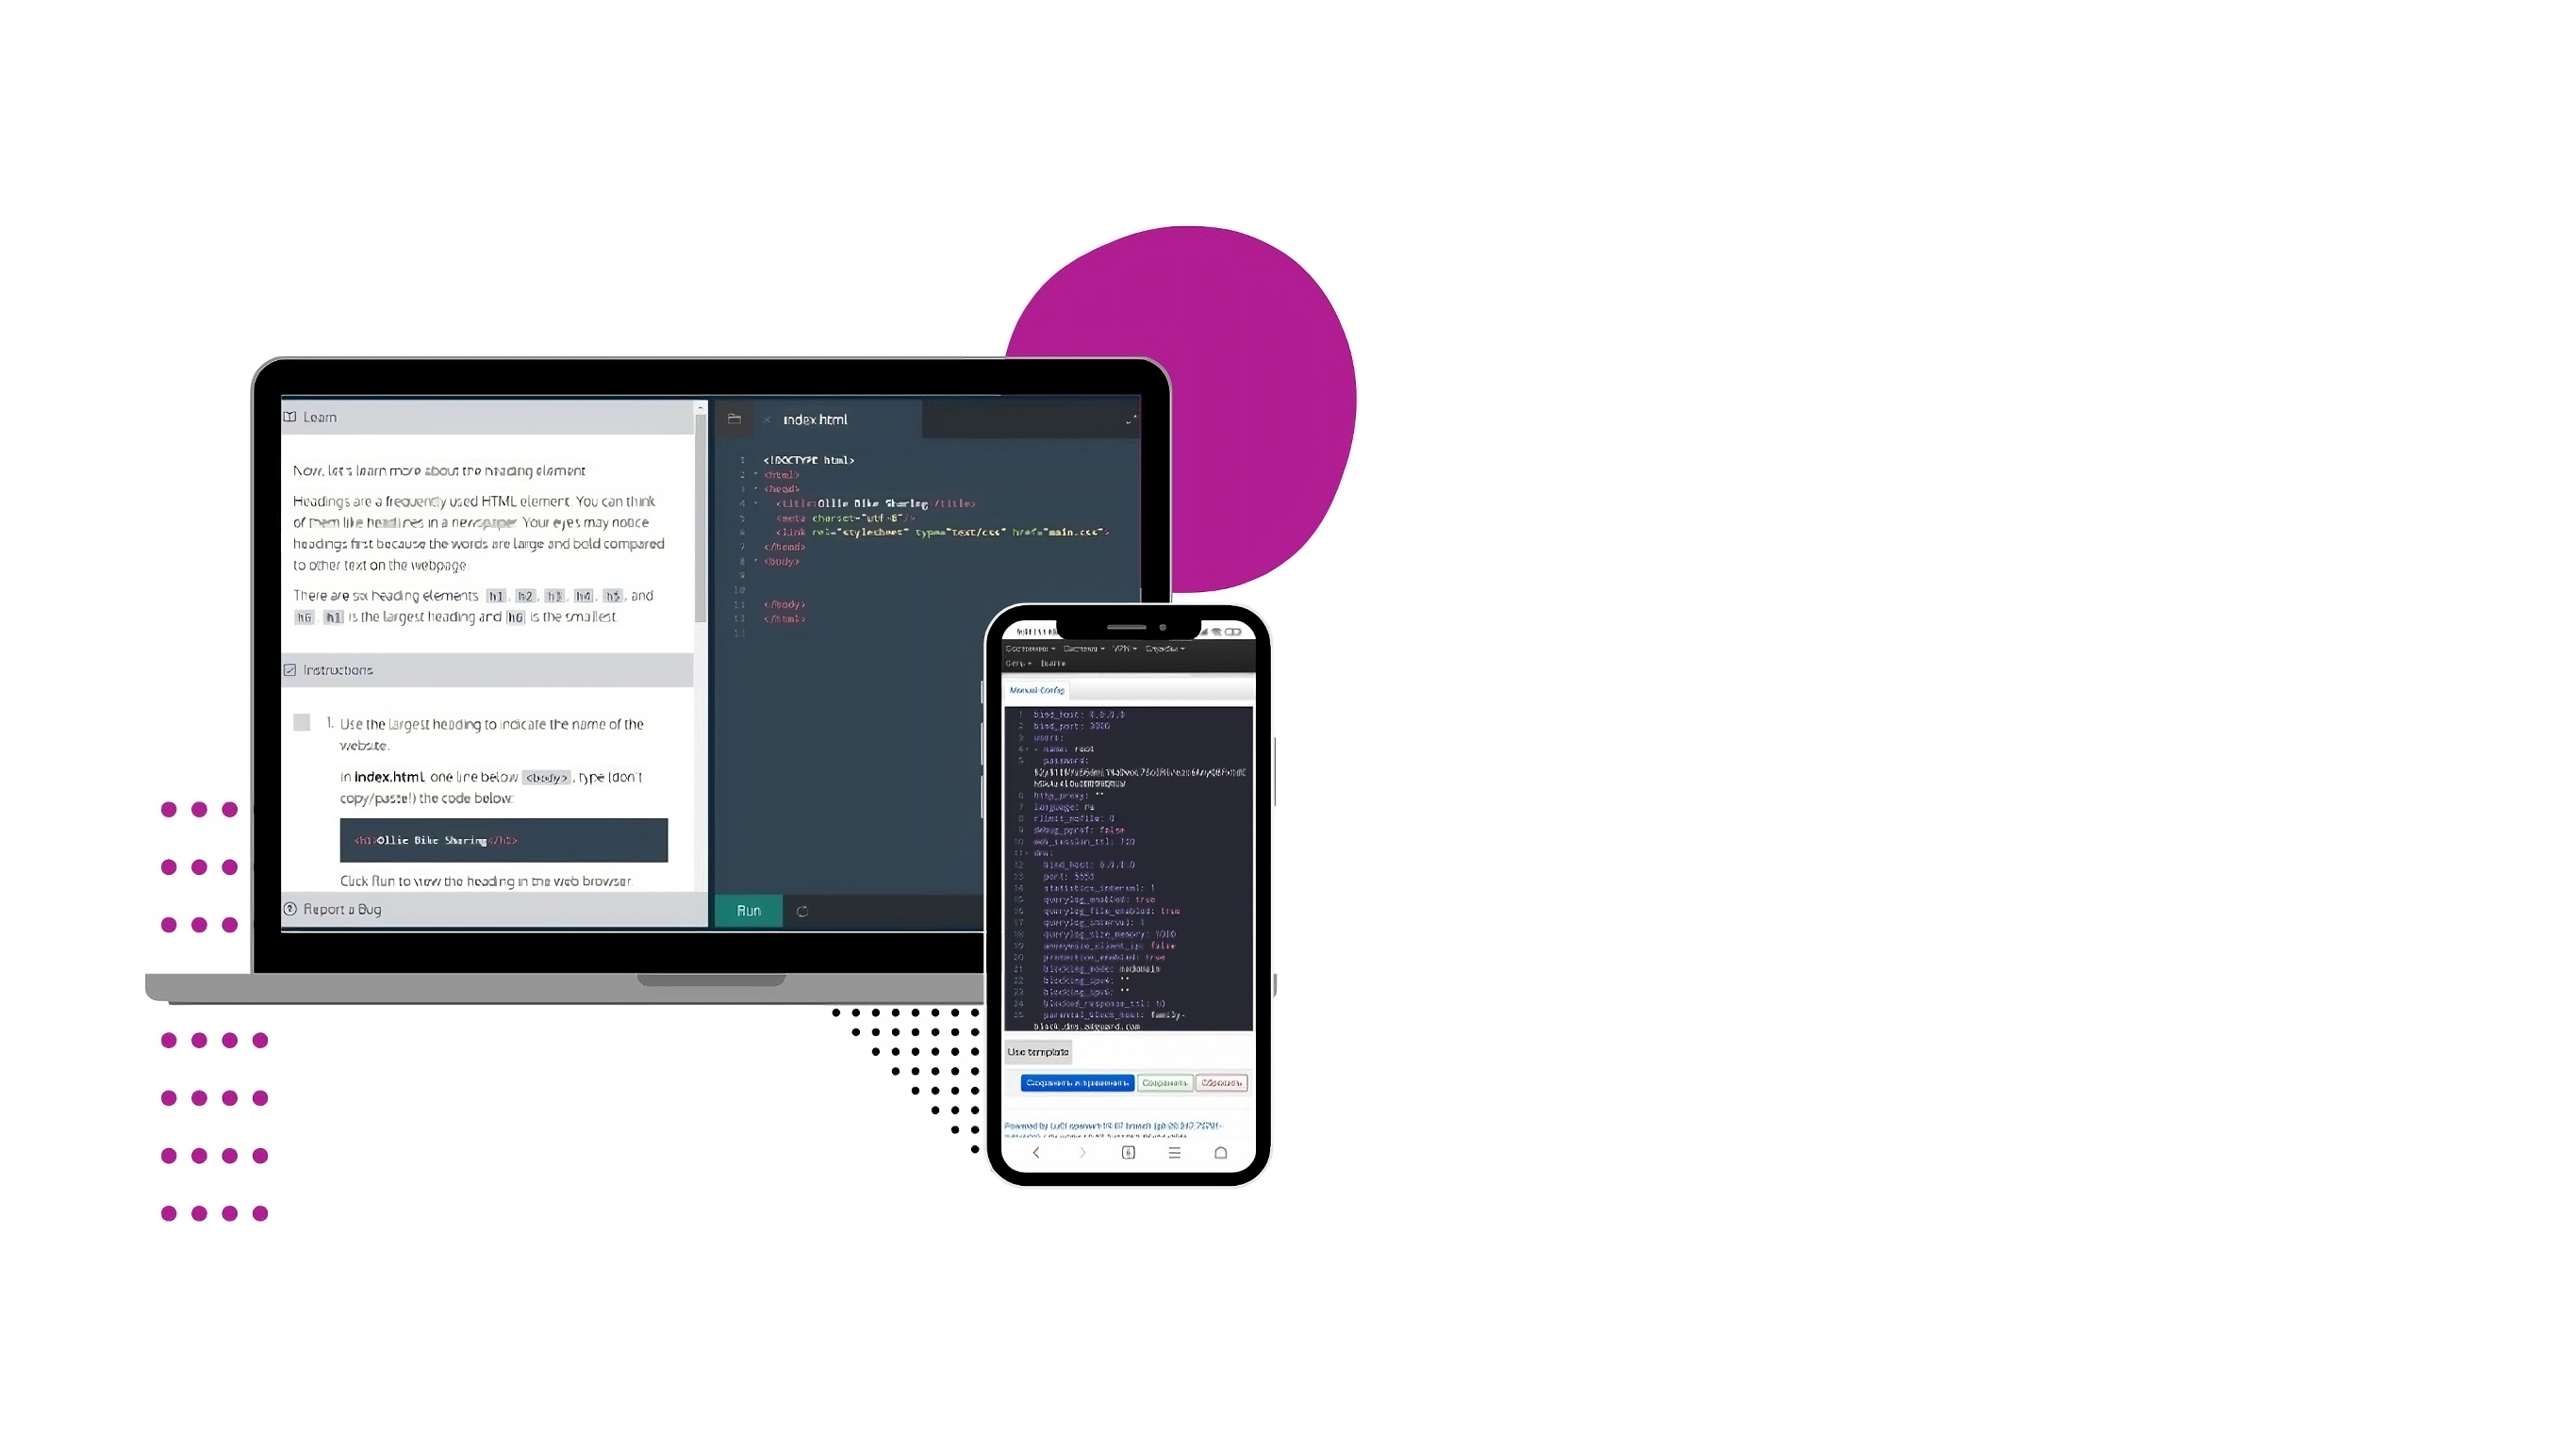 Learn
Now, let's learn more about the heading element
Headings are a frequently used HTML element. You can think
of them like headlines in a newspaper. Your eyes may notice
headings first because the words are large and bold compared
to other text on the webpage.
There are six heading elements h1, h2, h3, h4, h5, and
h6. h1 is the largest heading and h6 is the smallest.
Instructions
1. Use the largest heading to indicate the name of the
website.
In index.html, one line below <body>, type (don't
copy/paste!) the code below:
<h1>Ollie Bike Sharing</h1>
Click Run to view the heading in the web browser.
Report a Bug
index.html
1 <!DOCTYPE html>
2 <html>
3 <head>
4 <title>Ollie Bike Sharing</title>
5 <meta charset="utf-8"/>
6 <link rel="stylesheet" type="text/css" href="main.css">
7 </head>
8 <body>
9
10
11 </body>
12 </html>
13
Run
Состояние Система VPN Службы
Сеть Выйти
Manual Config
1 bind_host: 0.0.0.0
2 bind_port: 3000
3 users:
4 - name: root
5 password:
6 http_proxy: ""
7 language: ru
8 rlimit_nofile: 0
9 debug_pprof: false
10 web_session_ttl: 720
11 dns:
12 bind_host: 0.0.0.0
13 port: 5353
14 statistics_interval: 1
15 querylog_enabled: true
16 querylog_file_enabled: true
17 querylog_interval: 1
18 querylog_size_memory: 1000
19 anonymize_client_ip: false
20 protection_enabled: true
21 blocking_mode: nxdomain
22 blocking_ipv4: ""
23 blocking_ipv6: ""
24 blocked_response_ttl: 10
25 parental_block_host: family-
block.dns.adguard.com
Use template
Сохранить и применить Сохранить Сбросить
Powered by LuCI openwrt-19.07 branch
6